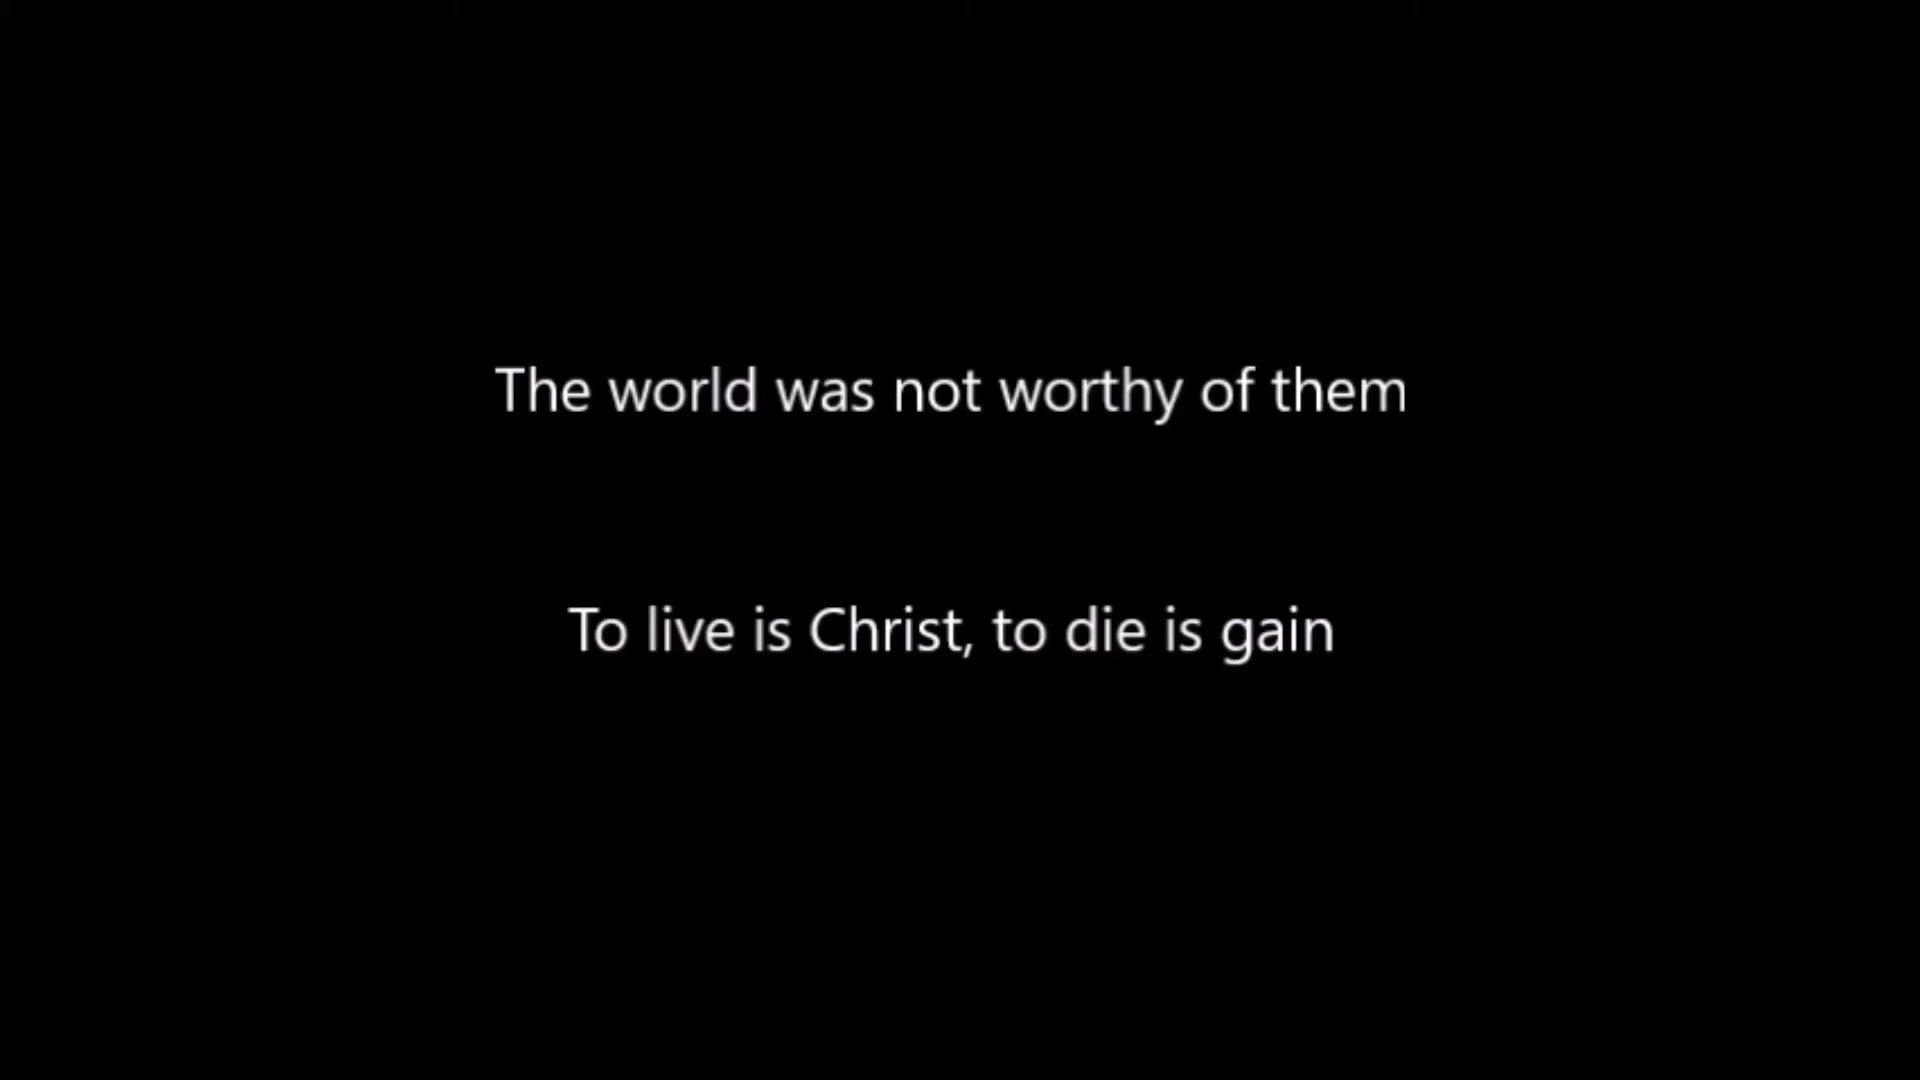 The world was not worthy of them
To live is Christ, to die is gain